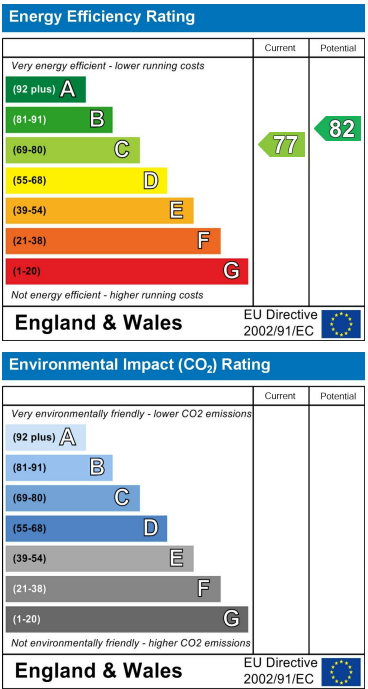 Energy Efficiency Rating
Current Potential
Very energy efficient - lower running costs
(92 plus) A
(81-91) B
(69-80) C
(55-68) D
(39-54) E
(21-38) F
(1-20) G
77
82
Not energy efficient - higher running costs
England & Wales
EU Directive
2002/91/EC
Environmental Impact (CO₂) Rating
Current Potential
Very environmentally friendly - lower CO2 emissions
(92 plus) A
(81-91) B
(69-80) C
(55-68) D
(39-54) E
(21-38) F
(1-20) G
Not environmentally friendly - higher CO2 emissions
England & Wales
EU Directive
2002/91/EC